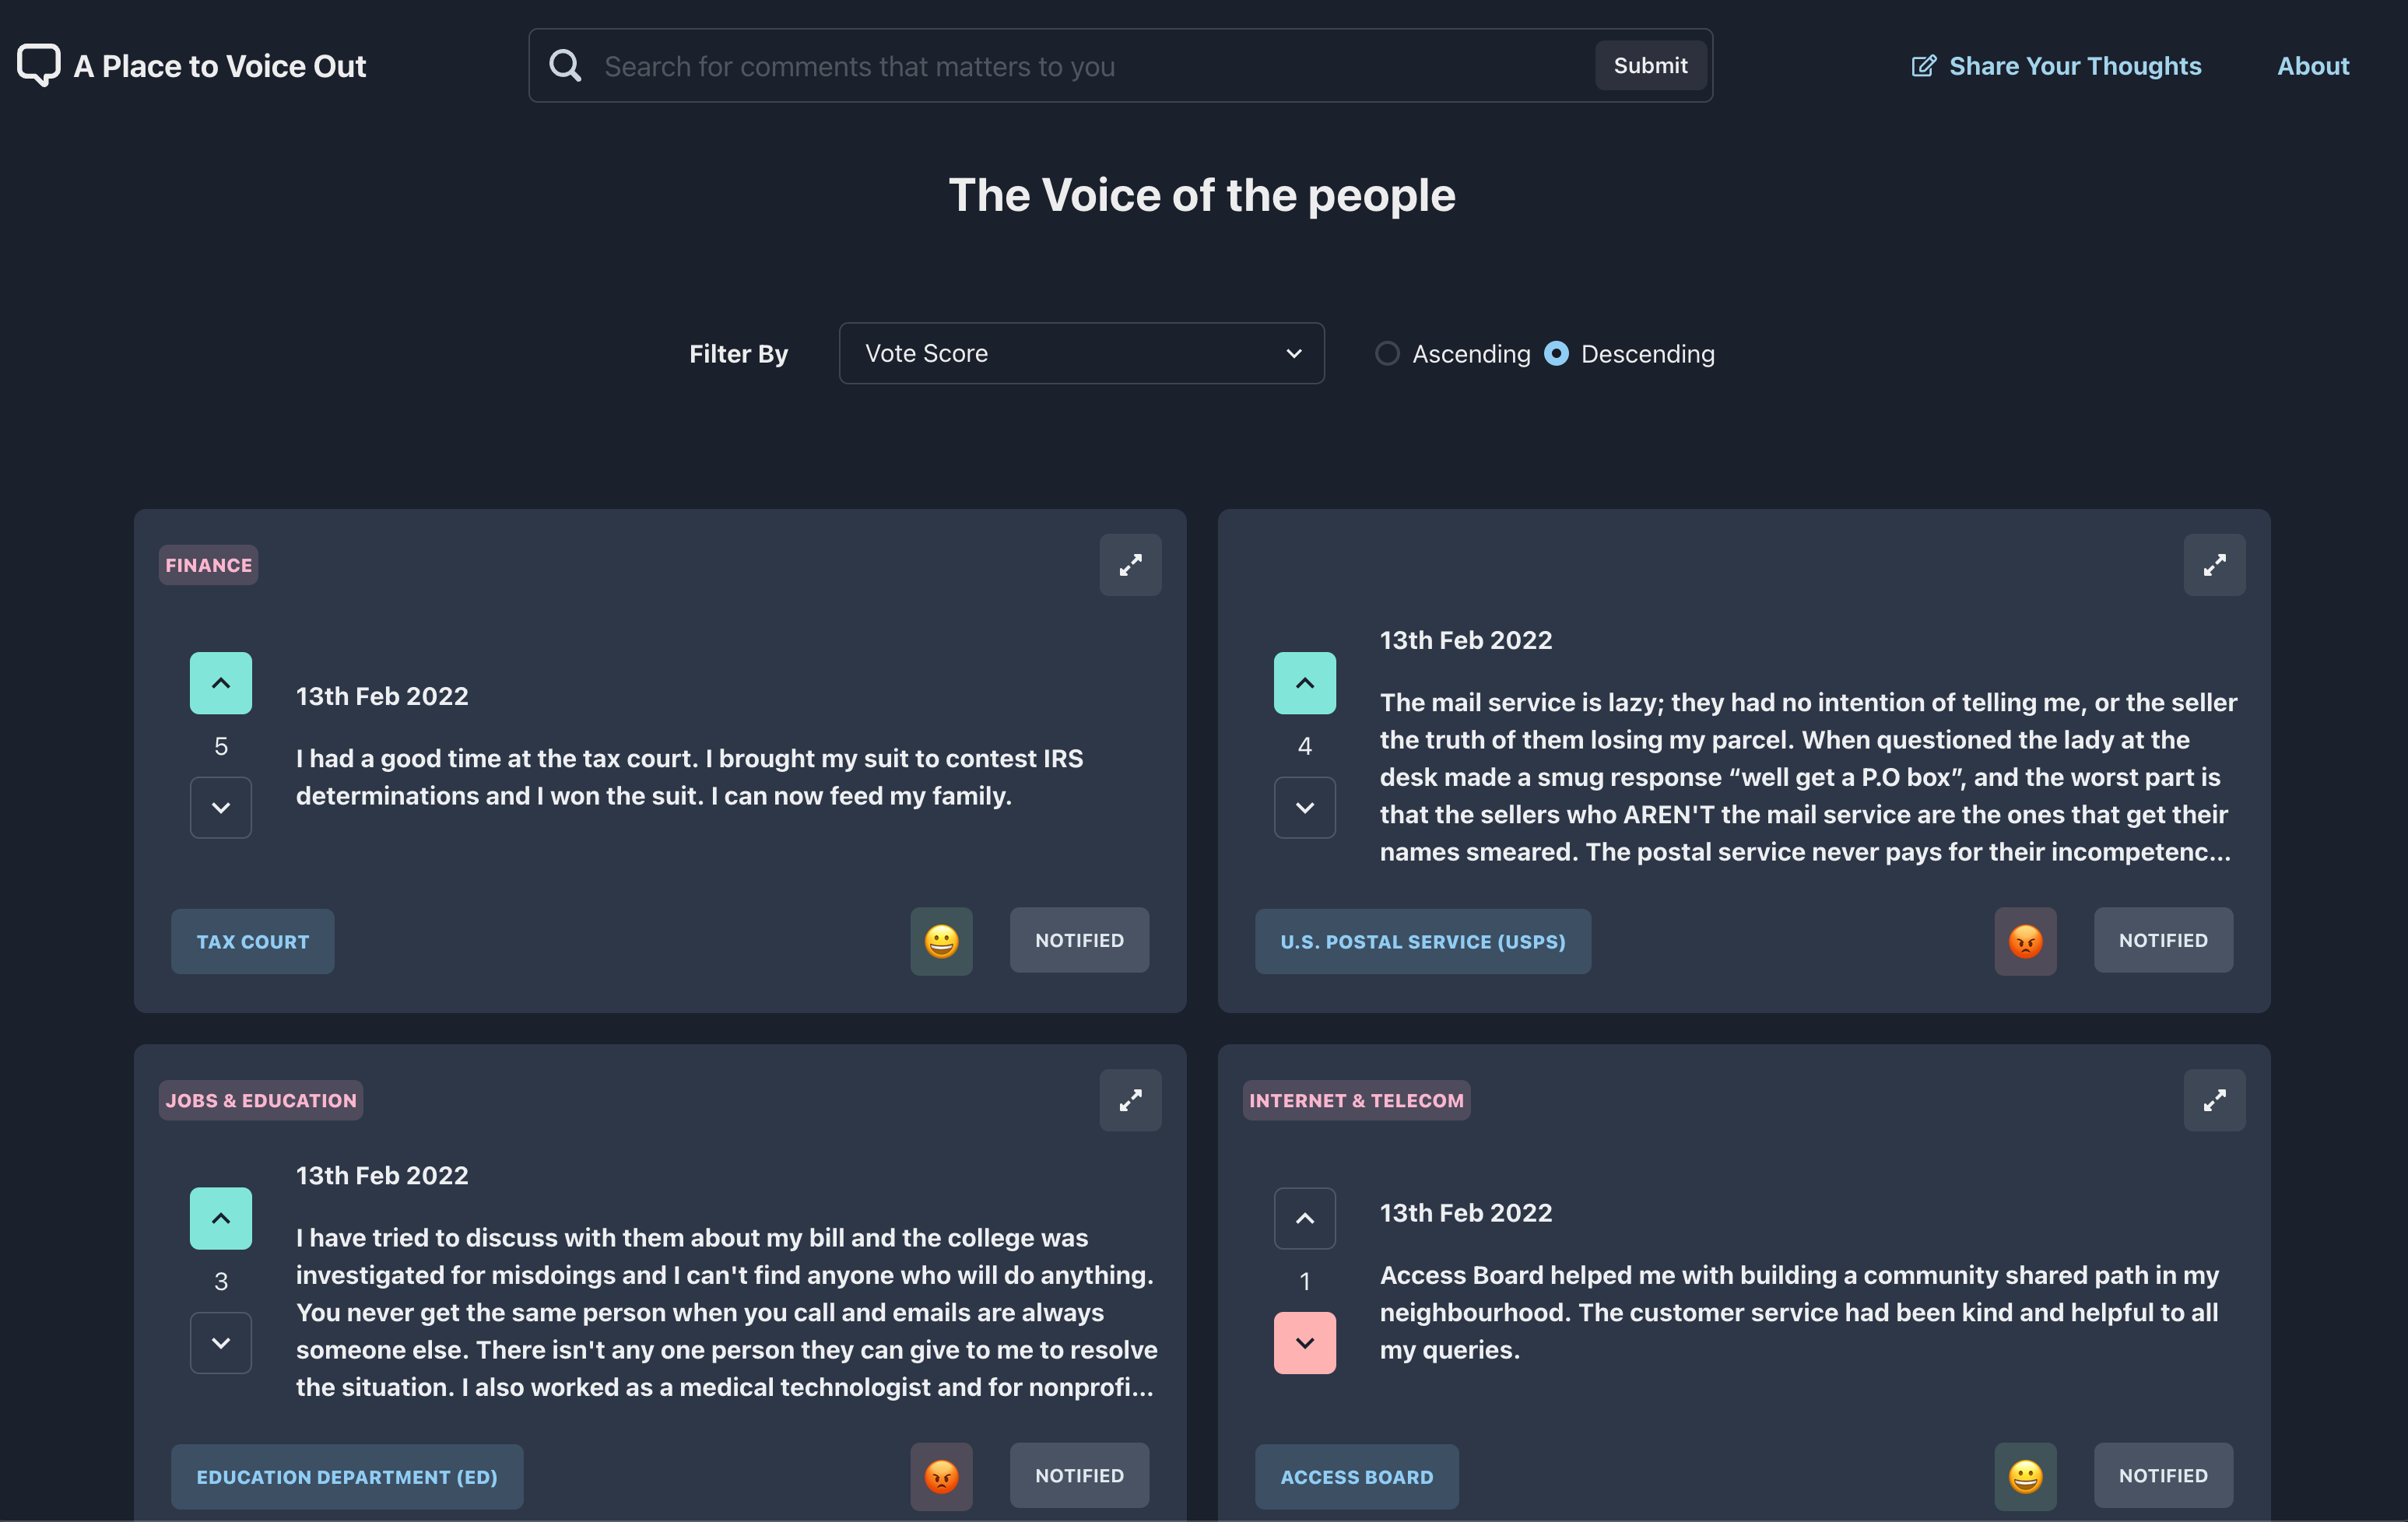 A Place to Voice Out
Search for comments that matters to you
Submit
Share Your Thoughts
About
The Voice of the people
Filter By
Vote Score
Ascending
Descending
FINANCE
5
13th Feb 2022
I had a good time at the tax court. I brought my suit to contest IRS
determinations and I won the suit. I can now feed my family.
TAX COURT
NOTIFIED
4
13th Feb 2022
The mail service is lazy; they had no intention of telling me, or the seller
the truth of them losing my parcel. When questioned the lady at the
desk made a smug response “well get a P.O box”, and the worst part is
that the sellers who AREN'T the mail service are the ones that get their
names smeared. The postal service never pays for their incompetenc...
U.S. POSTAL SERVICE (USPS)
NOTIFIED
JOBS & EDUCATION
3
13th Feb 2022
I have tried to discuss with them about my bill and the college was
investigated for misdoings and I can't find anyone who will do anything.
You never get the same person when you call and emails are always
someone else. There isn't any one person they can give to me to resolve
the situation. I also worked as a medical technologist and for nonprofi...
EDUCATION DEPARTMENT (ED)
NOTIFIED
INTERNET & TELECOM
1
13th Feb 2022
Access Board helped me with building a community shared path in my
neighbourhood. The customer service had been kind and helpful to all
my queries.
ACCESS BOARD
NOTIFIED